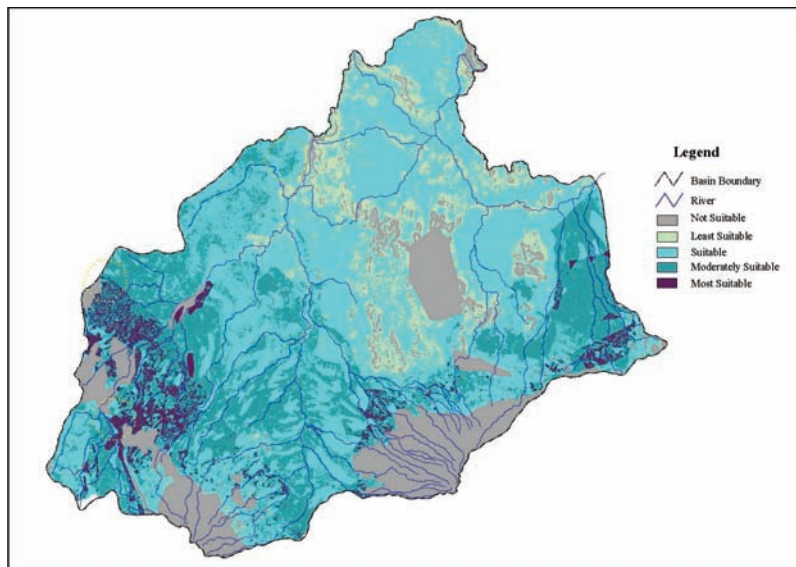 Legend
Basin Boundary
River
Not Suitable
Least Suitable
Suitable
Moderately Suitable
Most Suitable